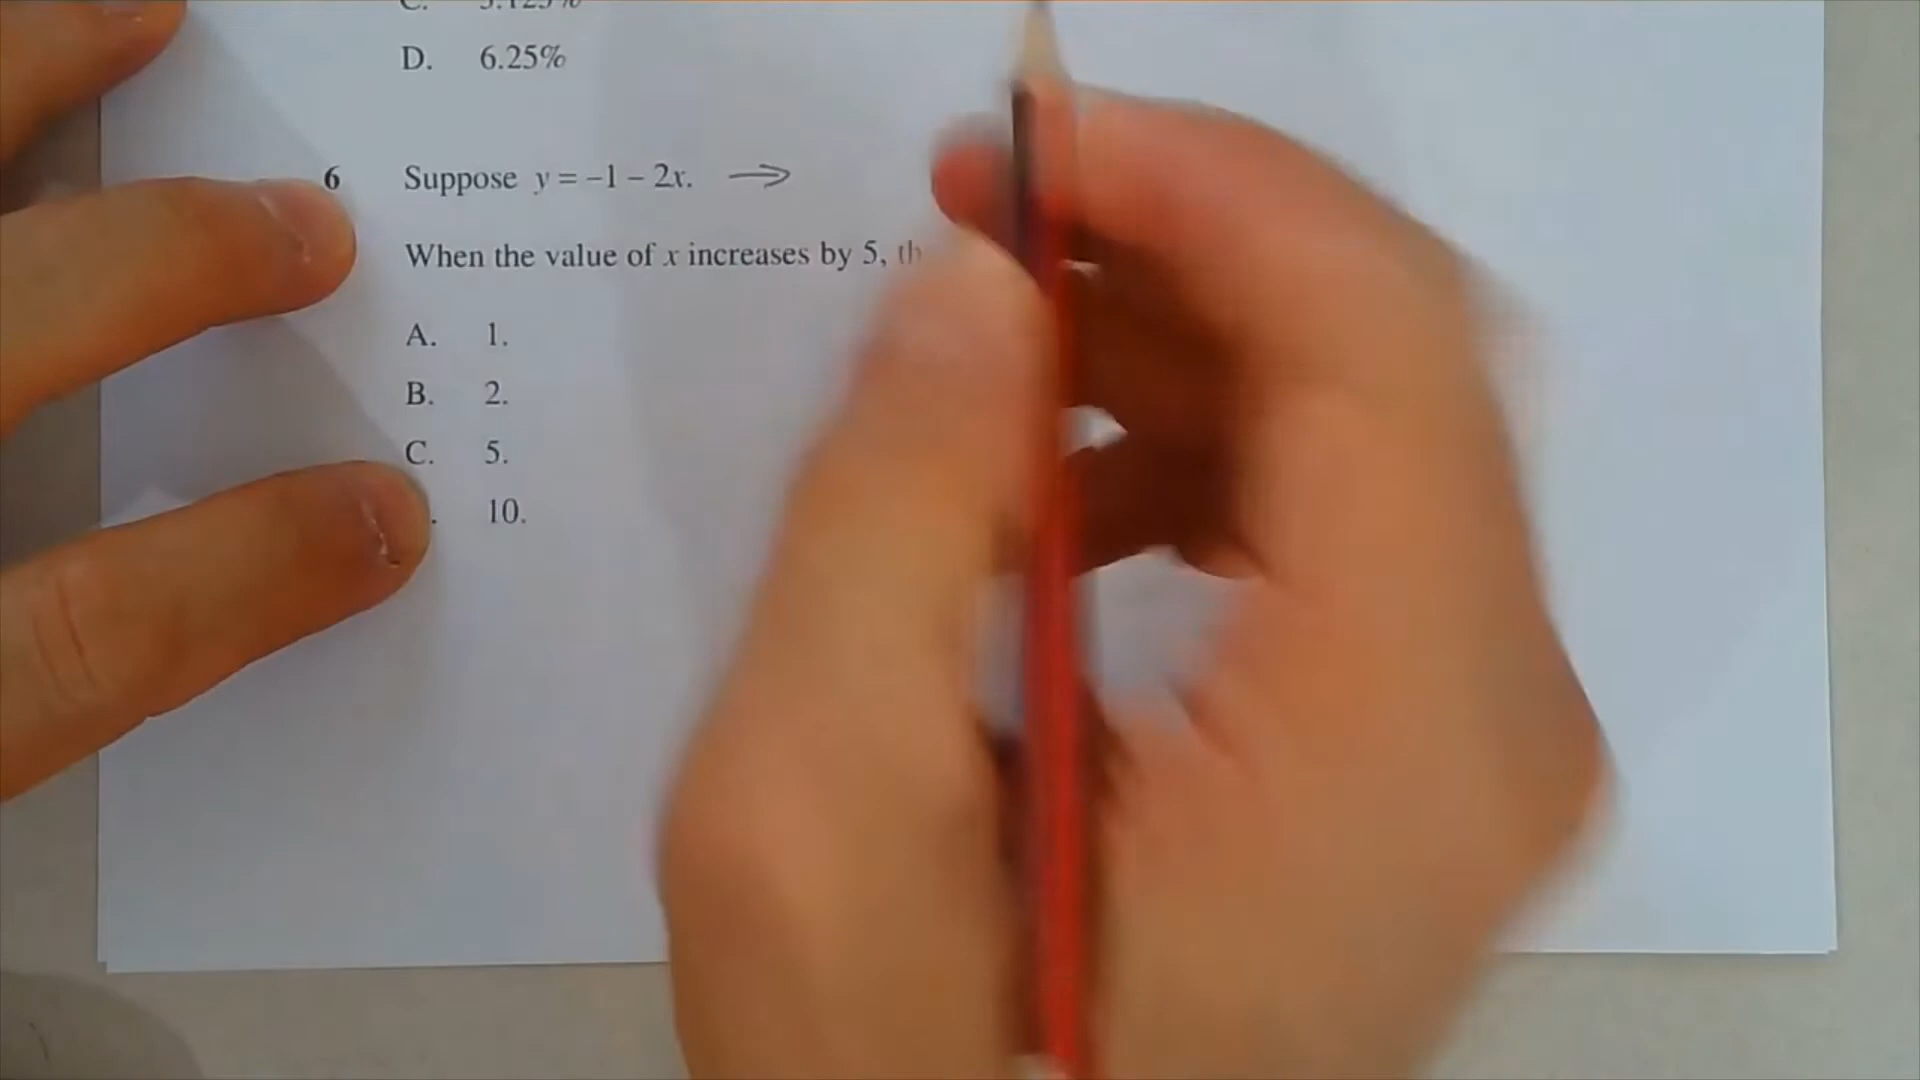 D. 6.25%
6 Suppose y = −1 − 2x.
When the value of x increases by 5,
A. 1.
B. 2.
C. 5.
10.